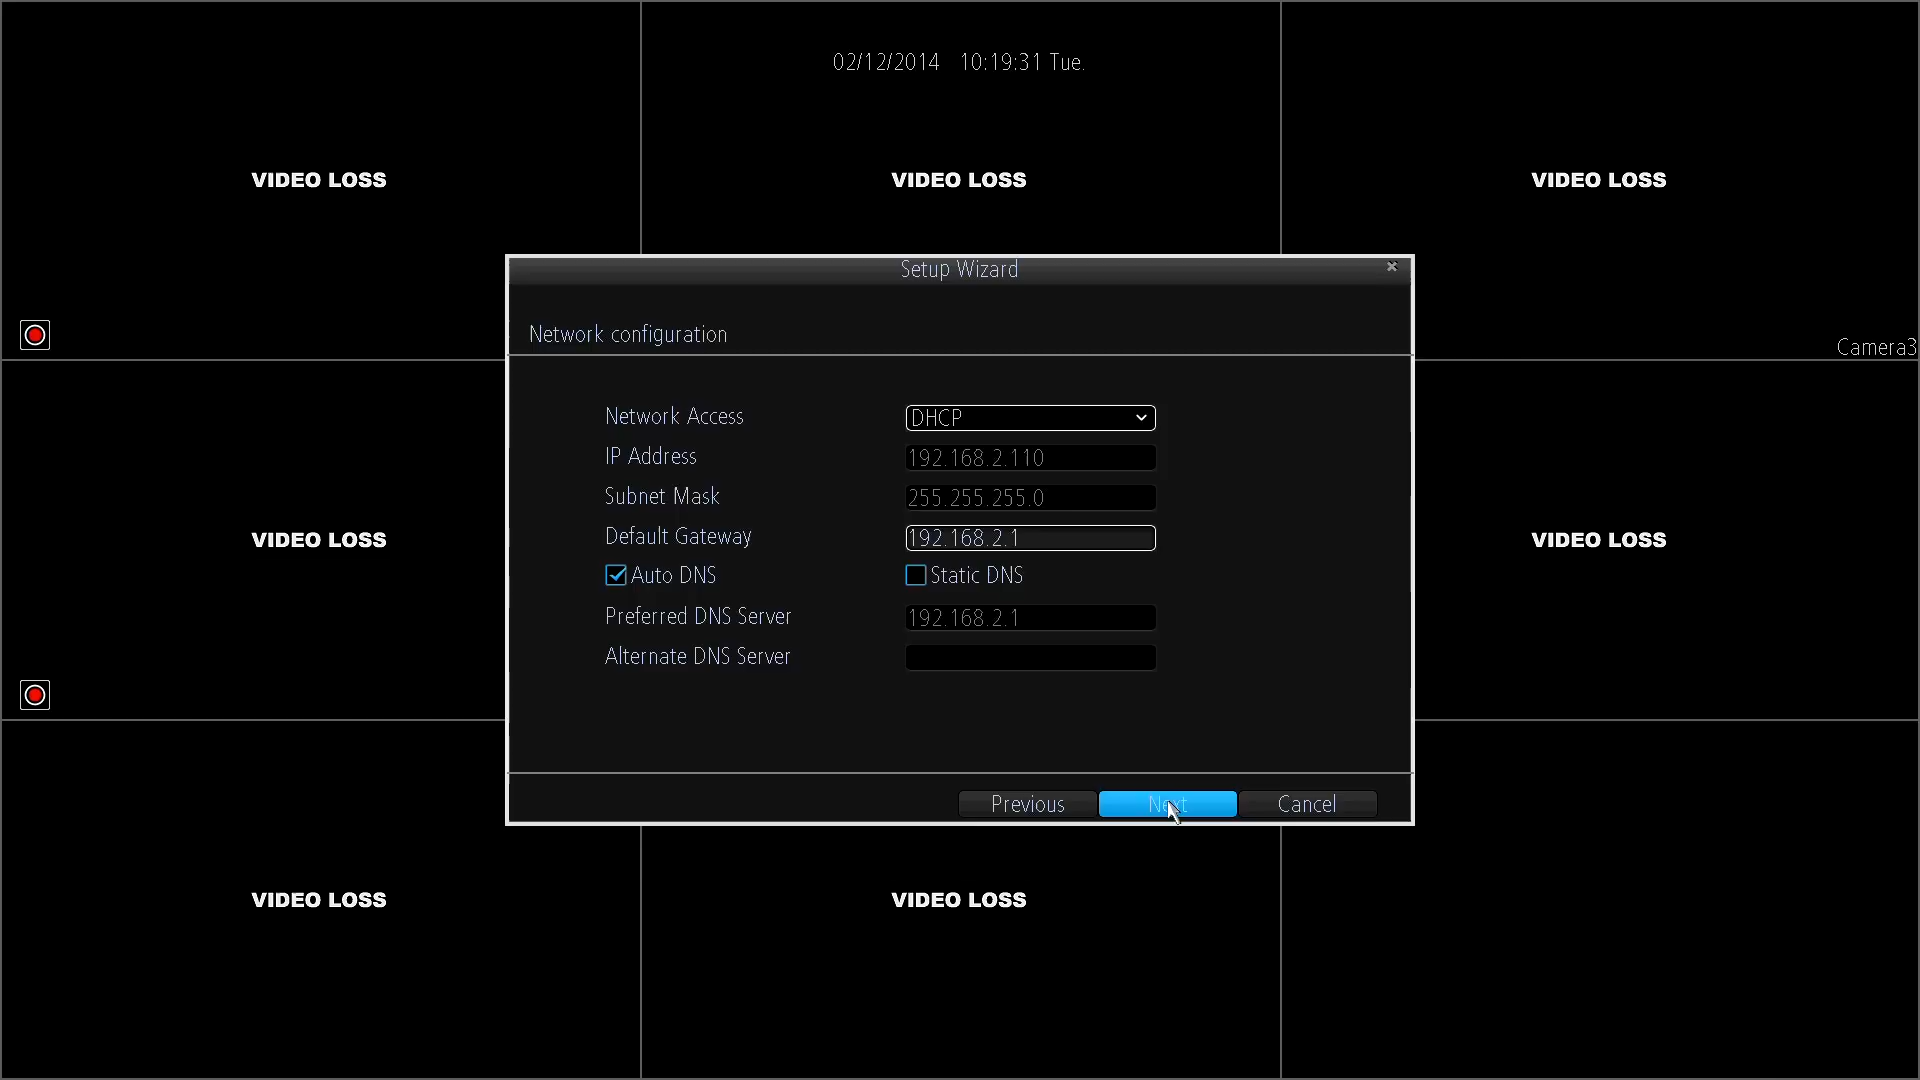 02/12/2014 10:19:31 Tue.
VIDEO LOSS
VIDEO LOSS
VIDEO LOSS
Setup Wizard
Network configuration
Camera3
Network Access DHCP
IP Address 192.168.2.110
Subnet Mask 255.255.255.0
Default Gateway 192.168.2.1
VIDEO LOSS
VIDEO LOSS
Auto DNS Static DNS
Preferred DNS Server 192.168.2.1
Alternate DNS Server
Previous Next Cancel
VIDEO LOSS
VIDEO LOSS